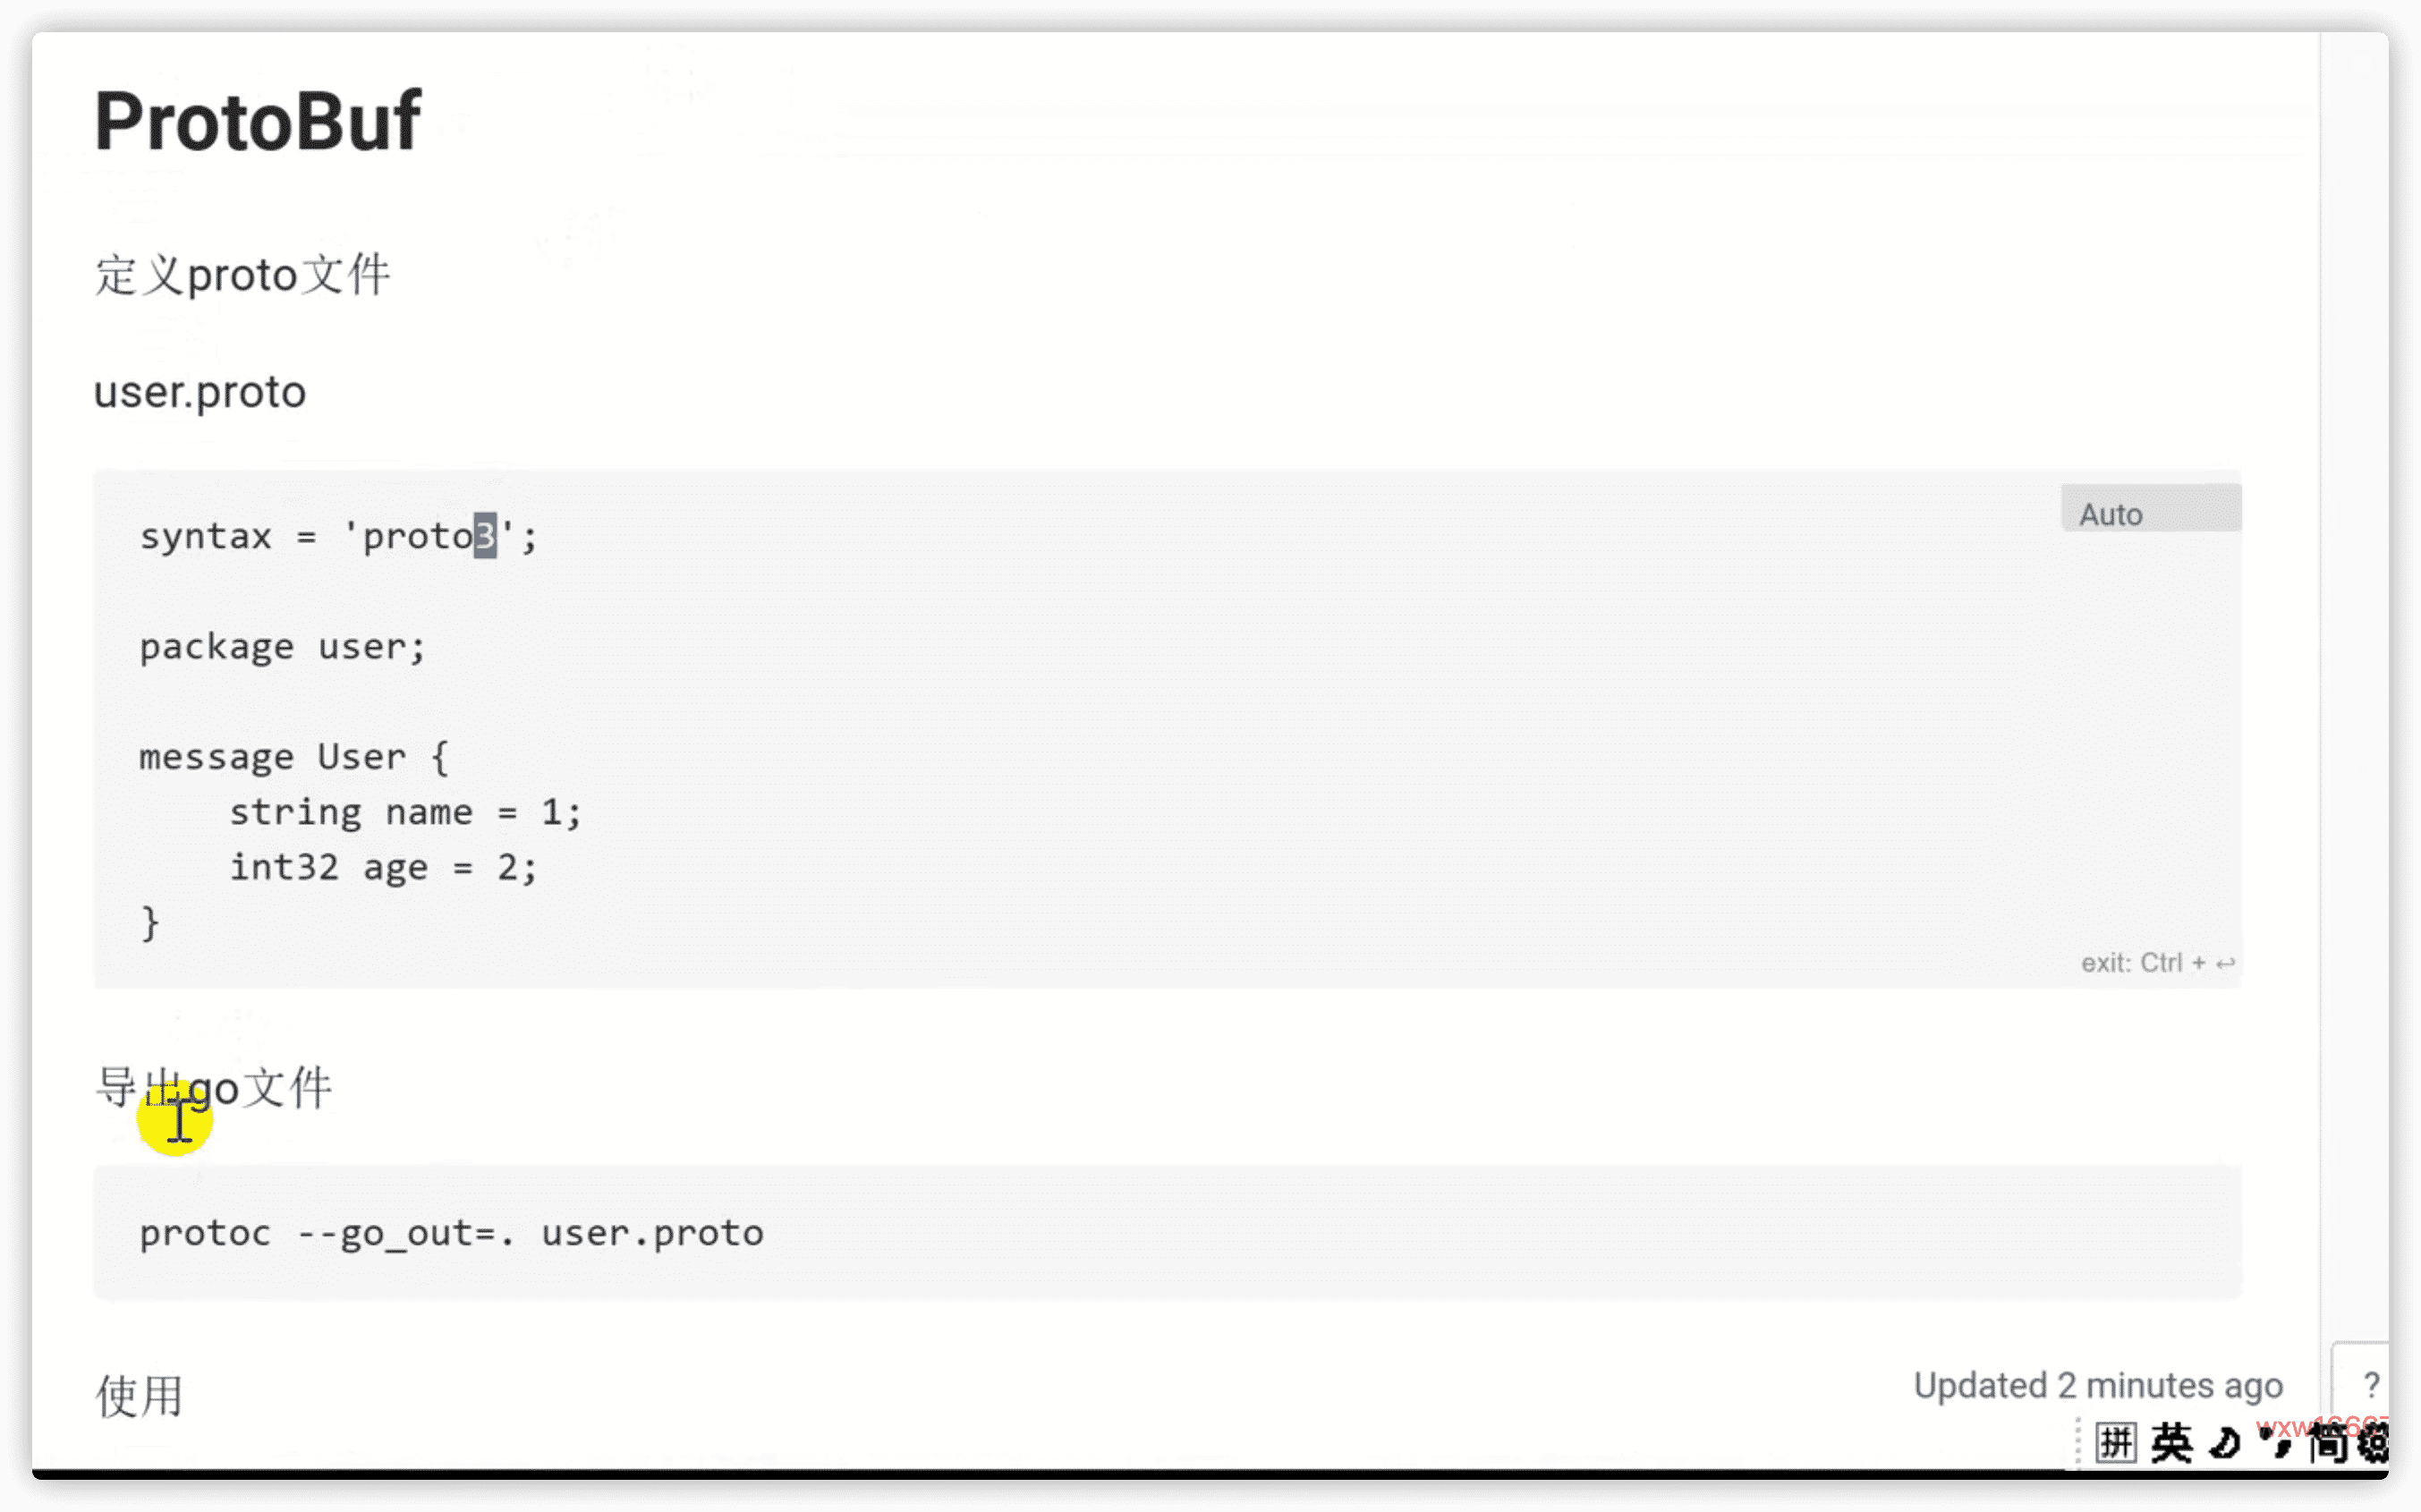 ProtoBuf
定义proto文件
user.proto
Auto
syntax = 'proto3';
package user;
message User {
    string name = 1;
    int32 age = 2;
}
exit: Ctrl + ↩
导出go文件
protoc --go_out=. user.proto
使用
Updated 2 minutes ago
?
拼 英 简